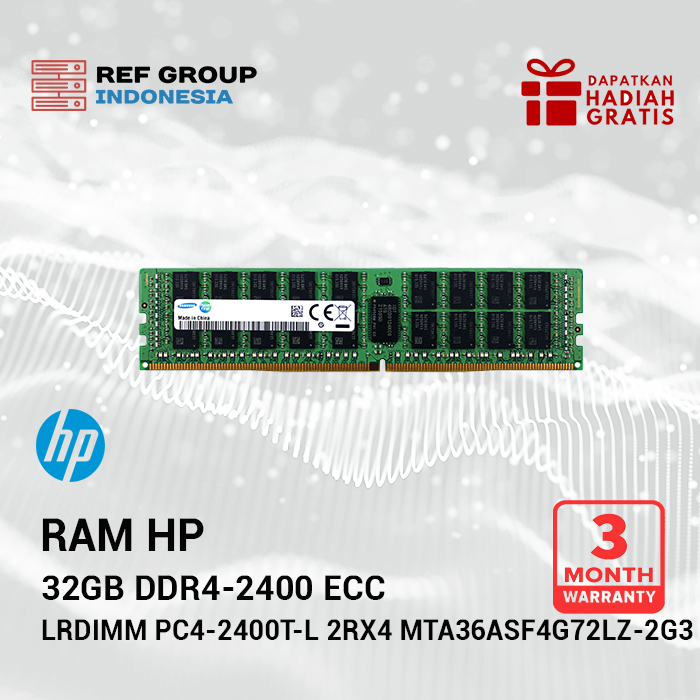 REF GROUP
INDONESIA
DAPATKAN
HADIAH
GRATIS
SAMSUNG
Made in China
hp
RAM HP
32GB DDR4-2400 ECC
LRDIMM PC4-2400T-L 2RX4 MTA36ASF4G72LZ-2G3
3
MONTH
WARRANTY